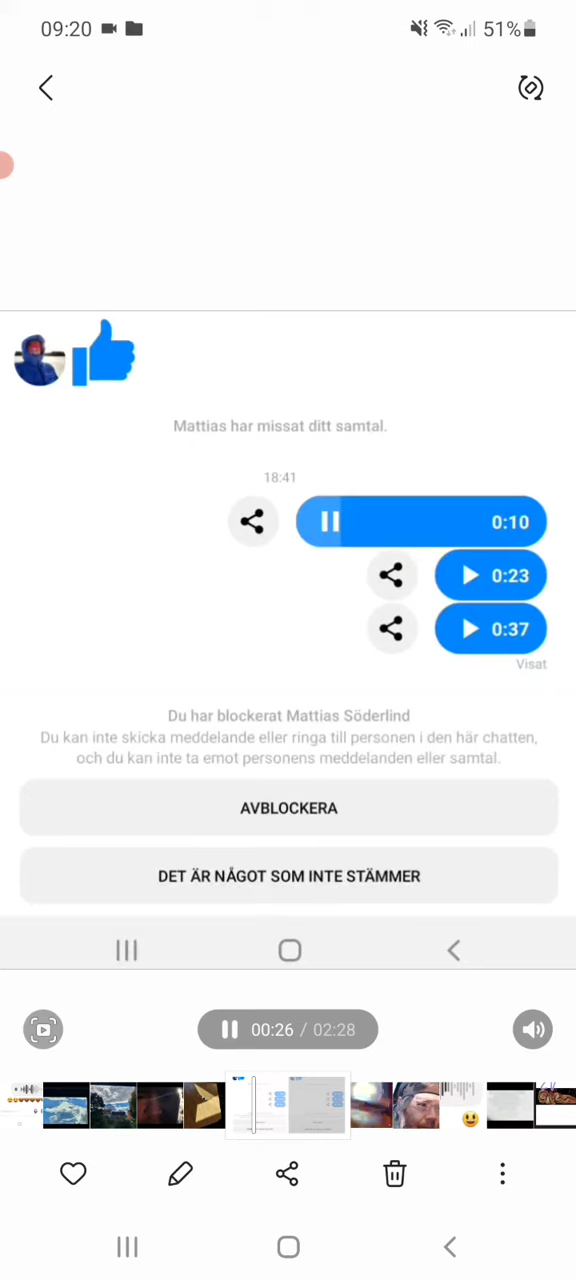 09:20 51%
Mattias har missat ditt samtal.
18:41
0:10
0:23
0:37
Visat
Du har blockerat Mattias Söderlind
Du kan inte skicka meddelande eller ringa till personen i den här chatten,
och du kan inte ta emot personens meddelanden eller samtal.
AVBLOCKERA
DET ÄR NÅGOT SOM INTE STÄMMER
00:26 / 02:28